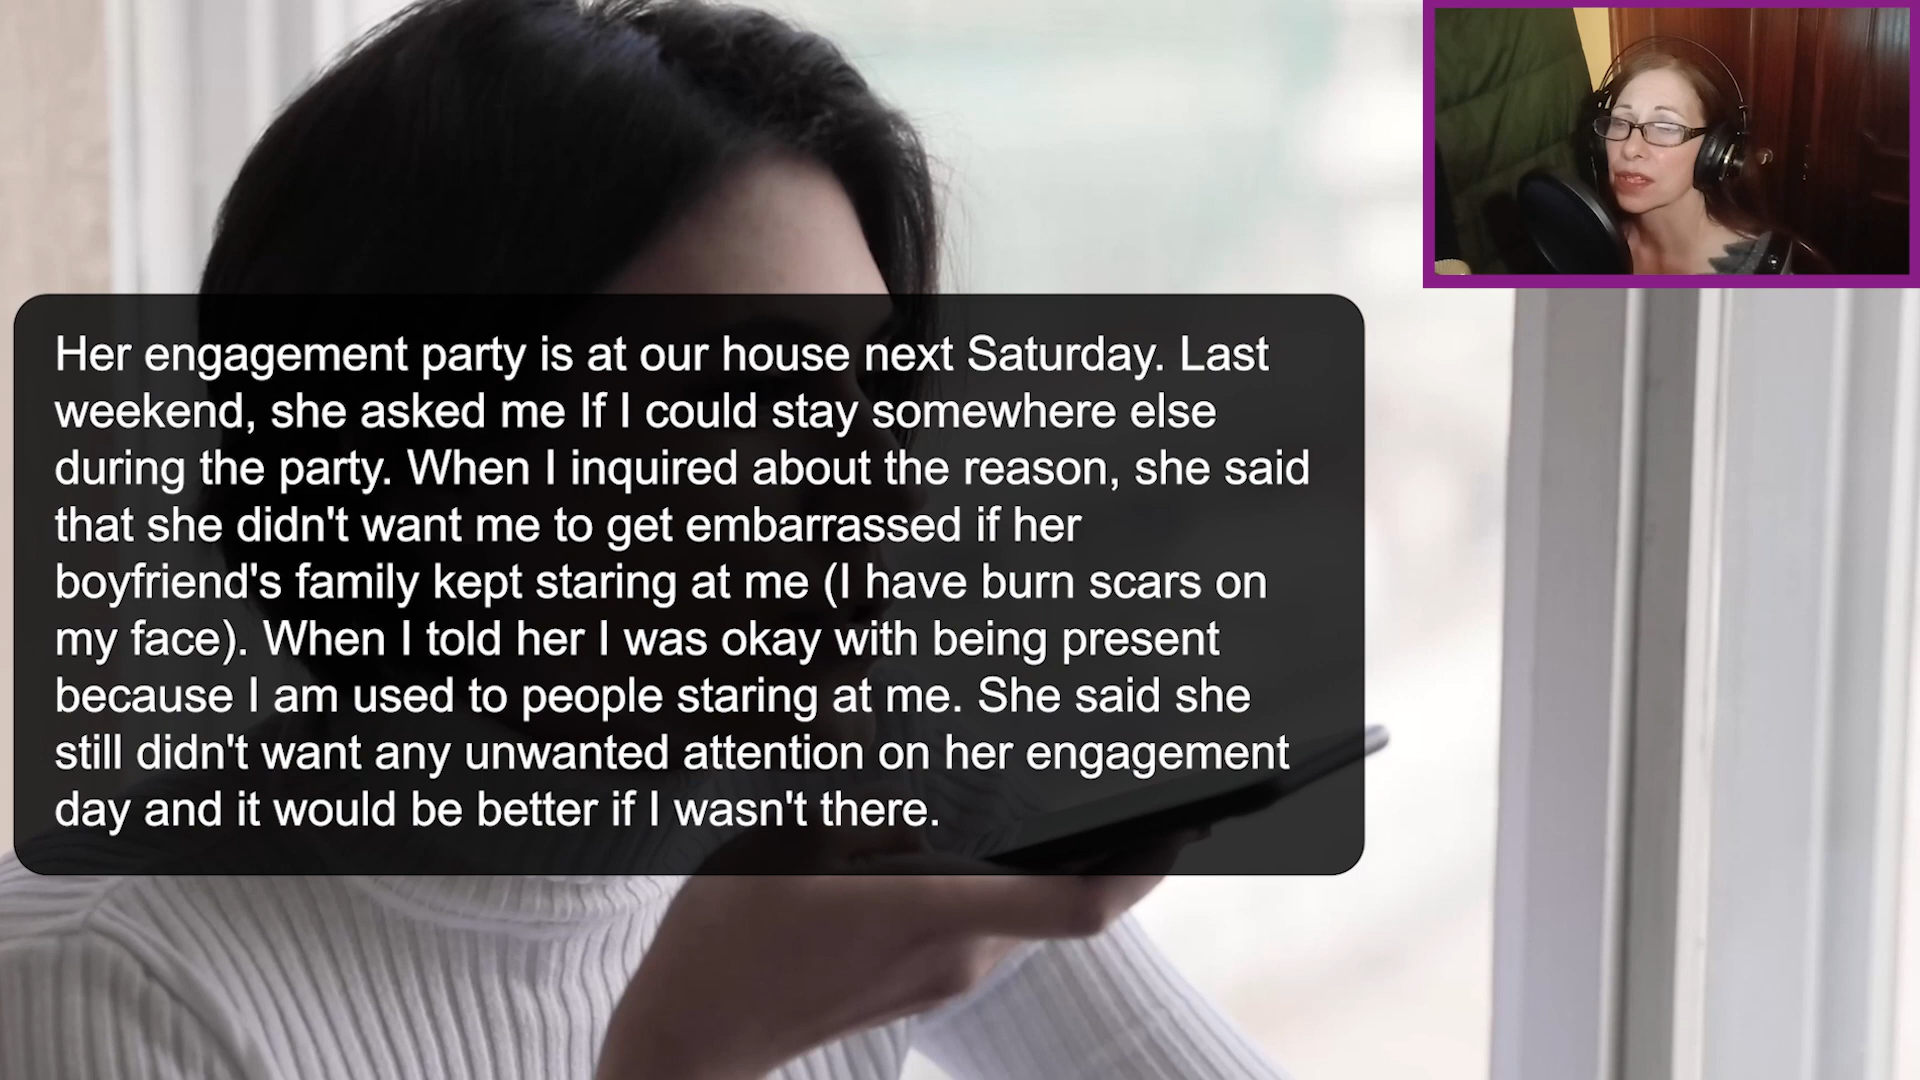 Her engagement party is at our house next Saturday. Last
weekend, she asked me If I could stay somewhere else
during the party. When I inquired about the reason, she said
that she didn't want me to get embarrassed if her
boyfriend's family kept staring at me (I have burn scars on
my face). When I told her I was okay with being present
because I am used to people staring at me. She said she
still didn't want any unwanted attention on her engagement
day and it would be better if I wasn't there.